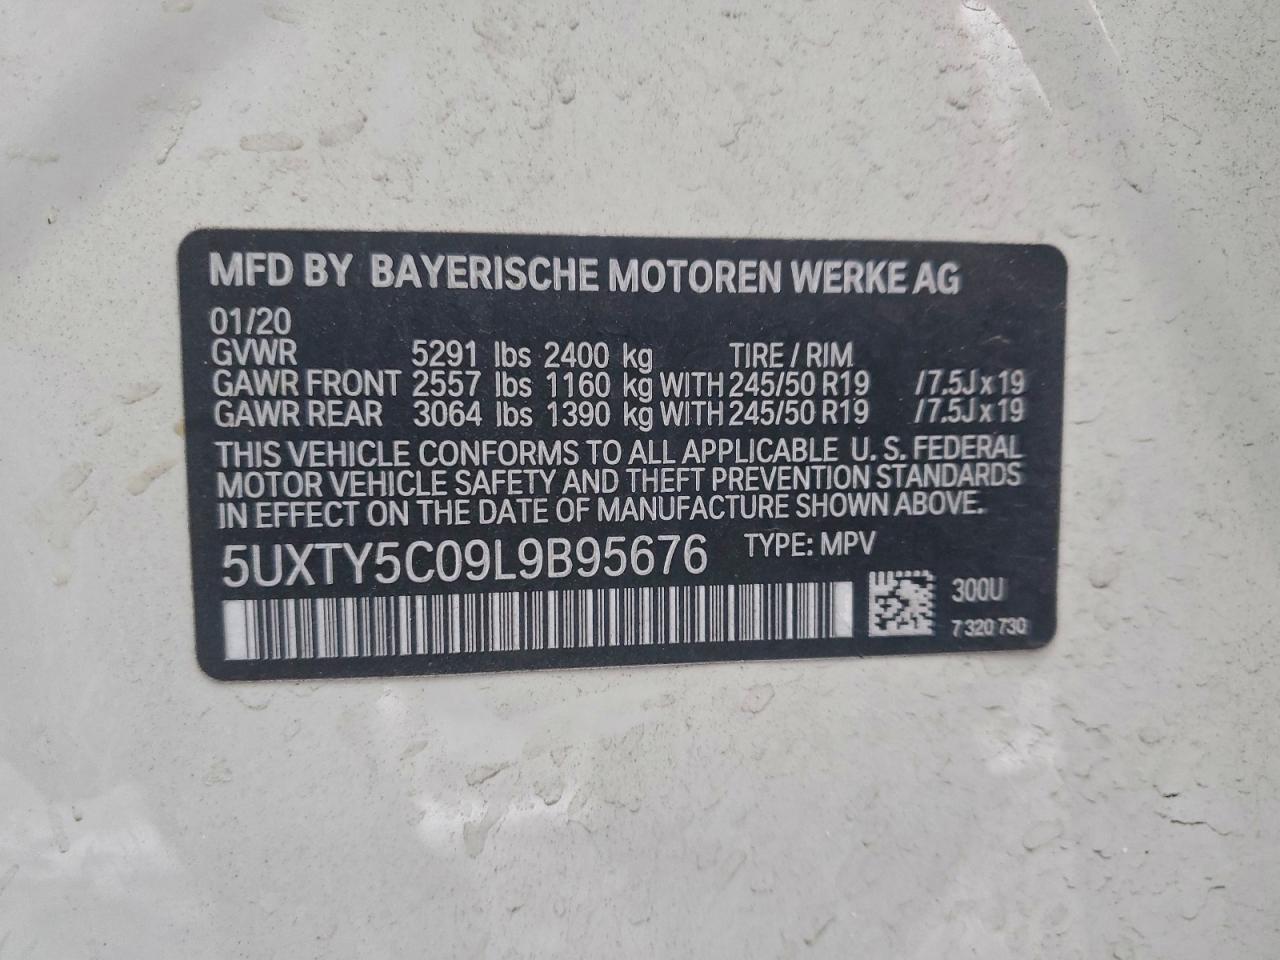 MFD BY BAYERISCHE MOTOREN WERKE AG
01/20
GVWR 5291 lbs 2400 kg TIRE / RIM
GAWR FRONT 2557 lbs 1160 kg WITH 245/50 R19 /7.5J x 19
GAWR REAR 3064 lbs 1390 kg WITH 245/50 R19 /7.5J x 19
THIS VEHICLE CONFORMS TO ALL APPLICABLE U. S. FEDERAL
MOTOR VEHICLE SAFETY AND THEFT PREVENTION STANDARDS
IN EFFECT ON THE DATE OF MANUFACTURE SHOWN ABOVE.
5UXTY5C09L9B95676 TYPE: MPV
300U
7 320 730